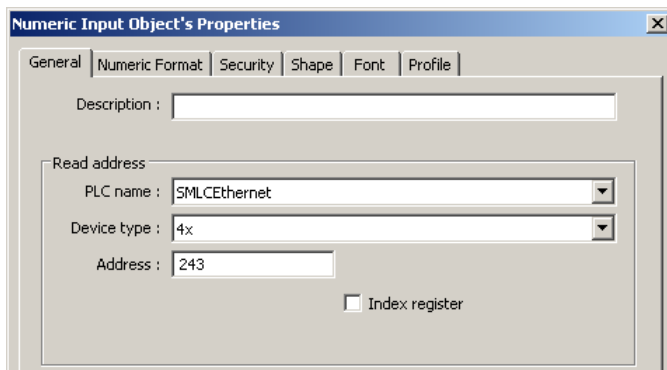 Numeric Input Object's Properties
General Numeric Format Security Shape Font Profile
Description :
Read address
PLC name : SMLCEthernet
Device type : 4x
Address : 243
Index register